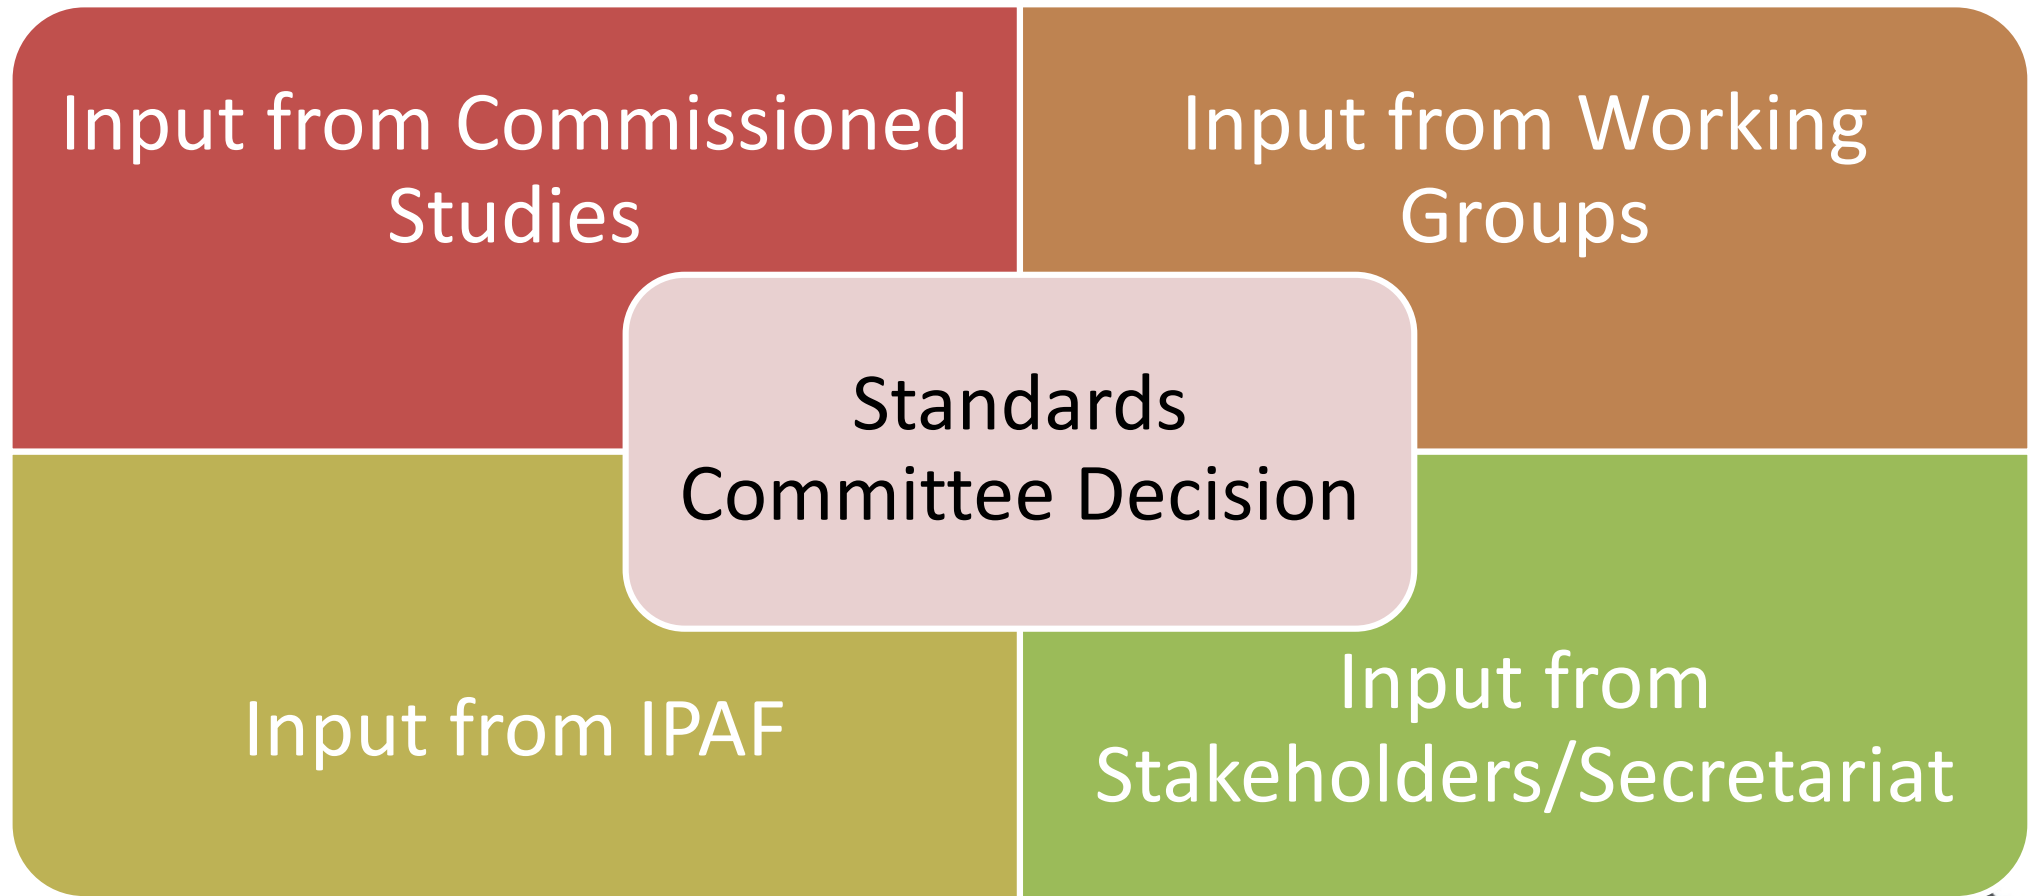 Input from Commissioned
Studies
Input from Working
Groups
Standards
Committee Decision
Input from IPAF
Input from
Stakeholders/Secretariat